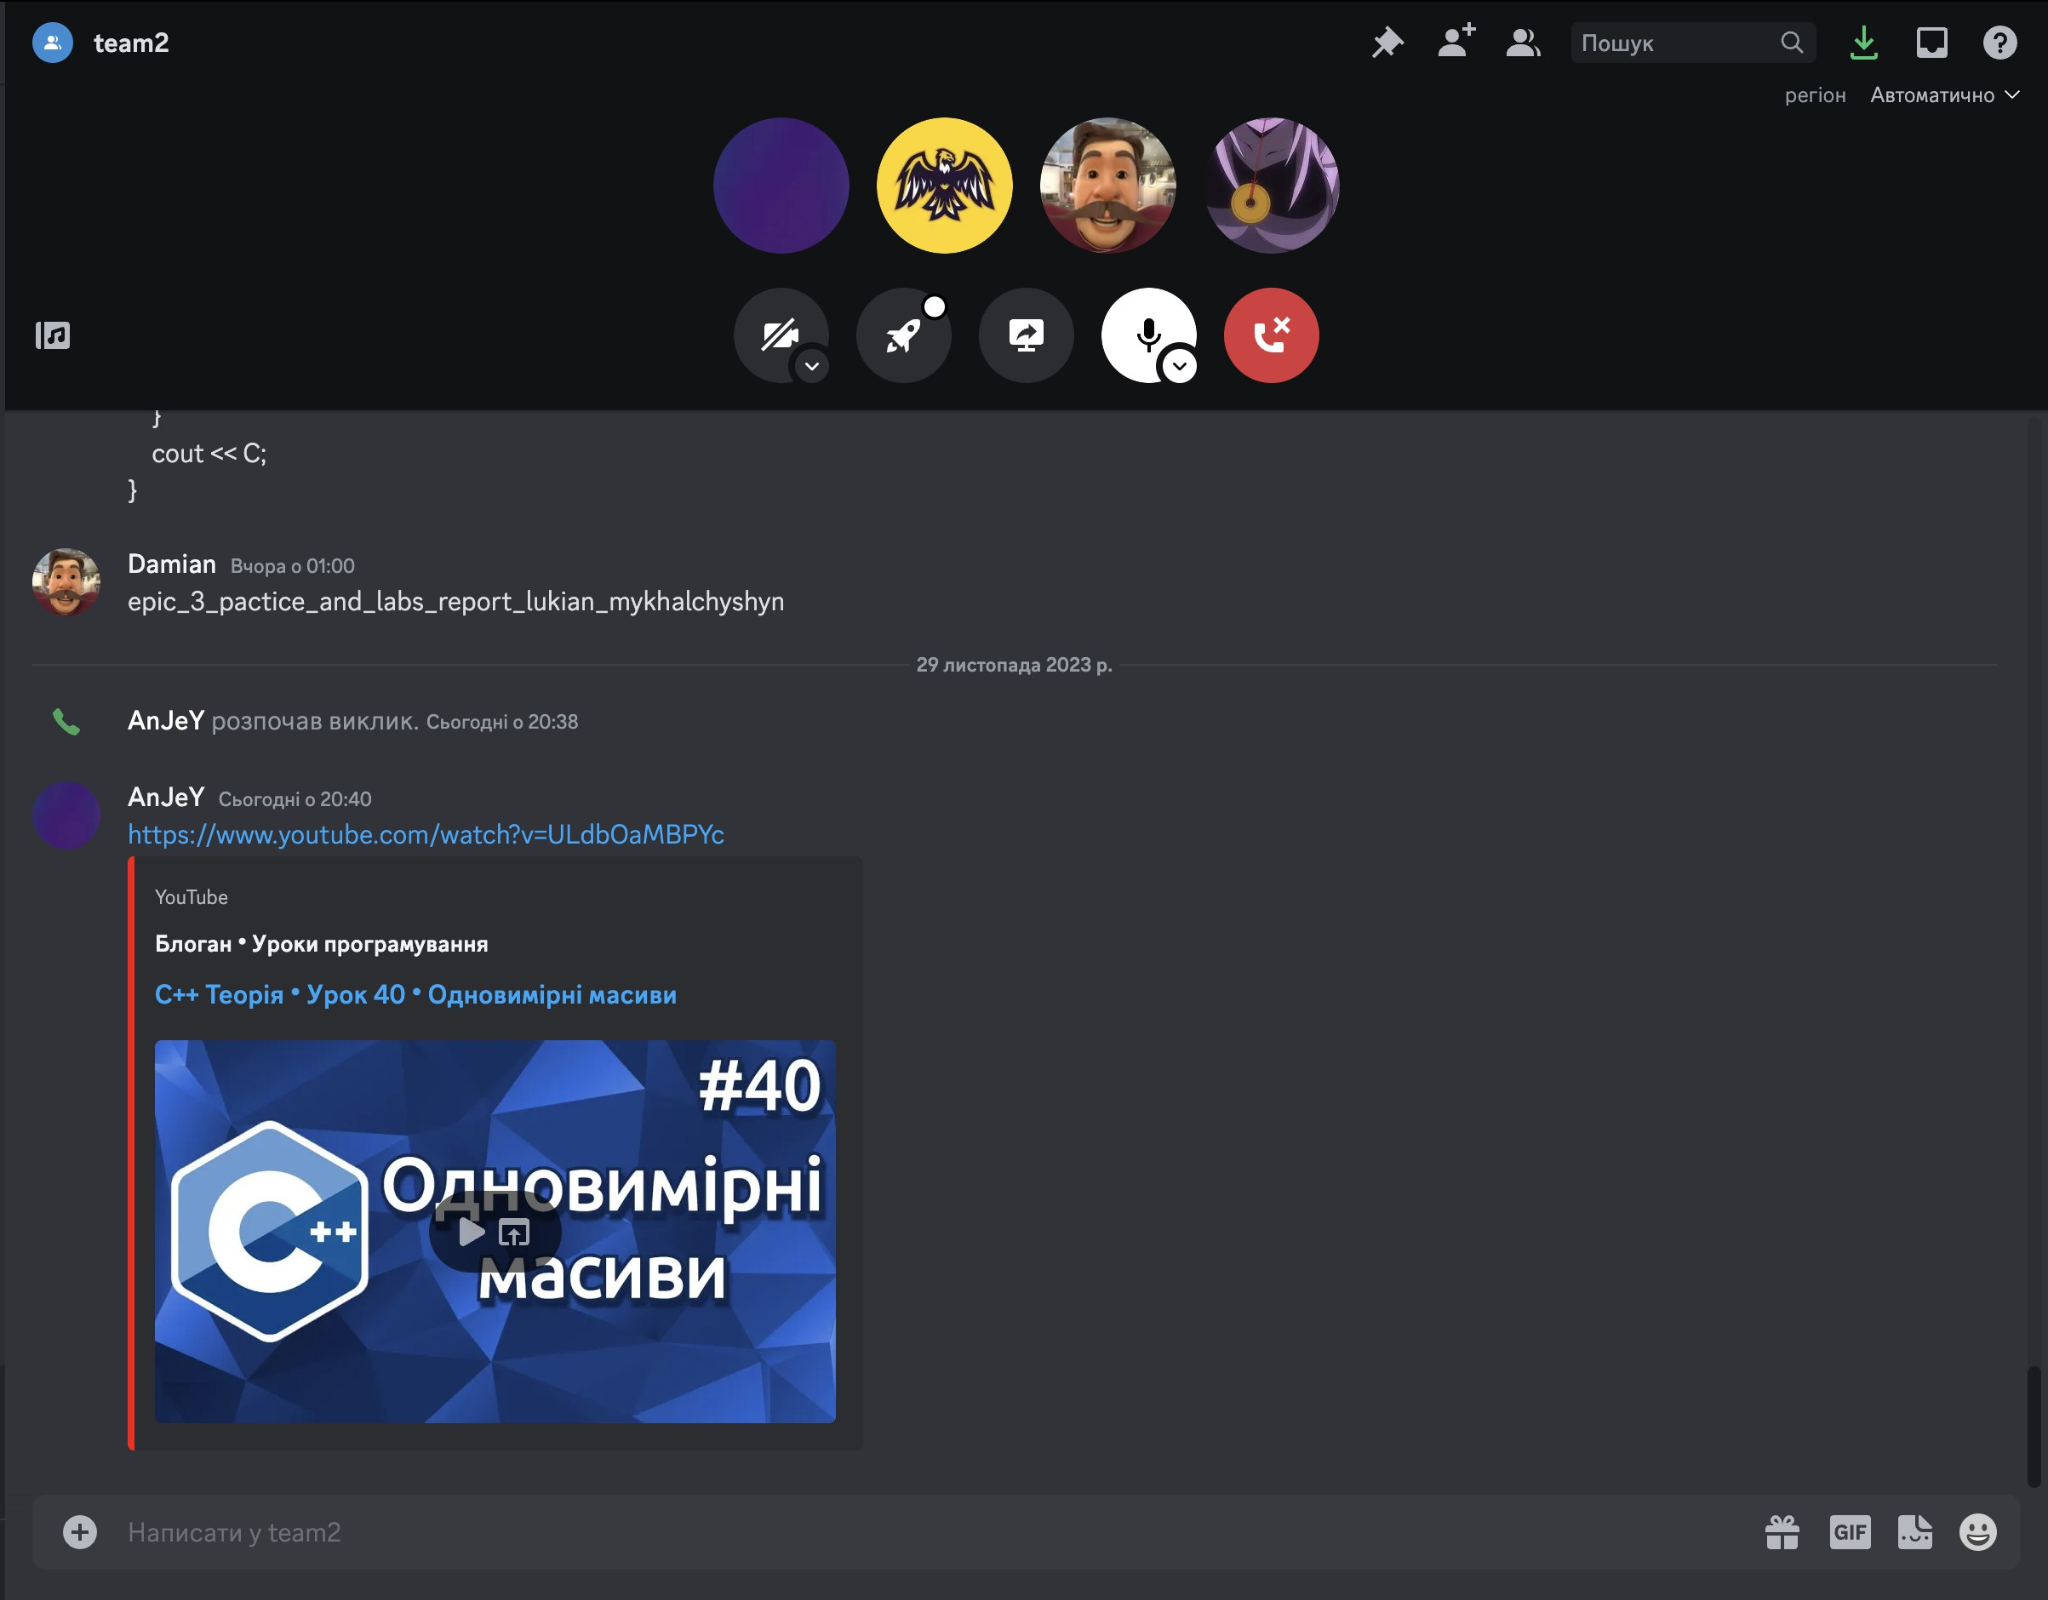 team2
Пошук
регіон Автоматично
}
cout << C;
}
Damian Вчора о 01:00
epic_3_pactice_and_labs_report_lukian_mykhalchyshyn
29 листопада 2023 р.
AnJeY розпочав виклик. Сьогодні о 20:38
AnJeY Сьогодні о 20:40
https://www.youtube.com/watch?v=ULdbOaMBPYc
YouTube
Блоган • Уроки програмування
C++ Теорія • Урок 40 • Одновимірні масиви
#40
C++
Одновимірні
масиви
Написати у team2
GIF